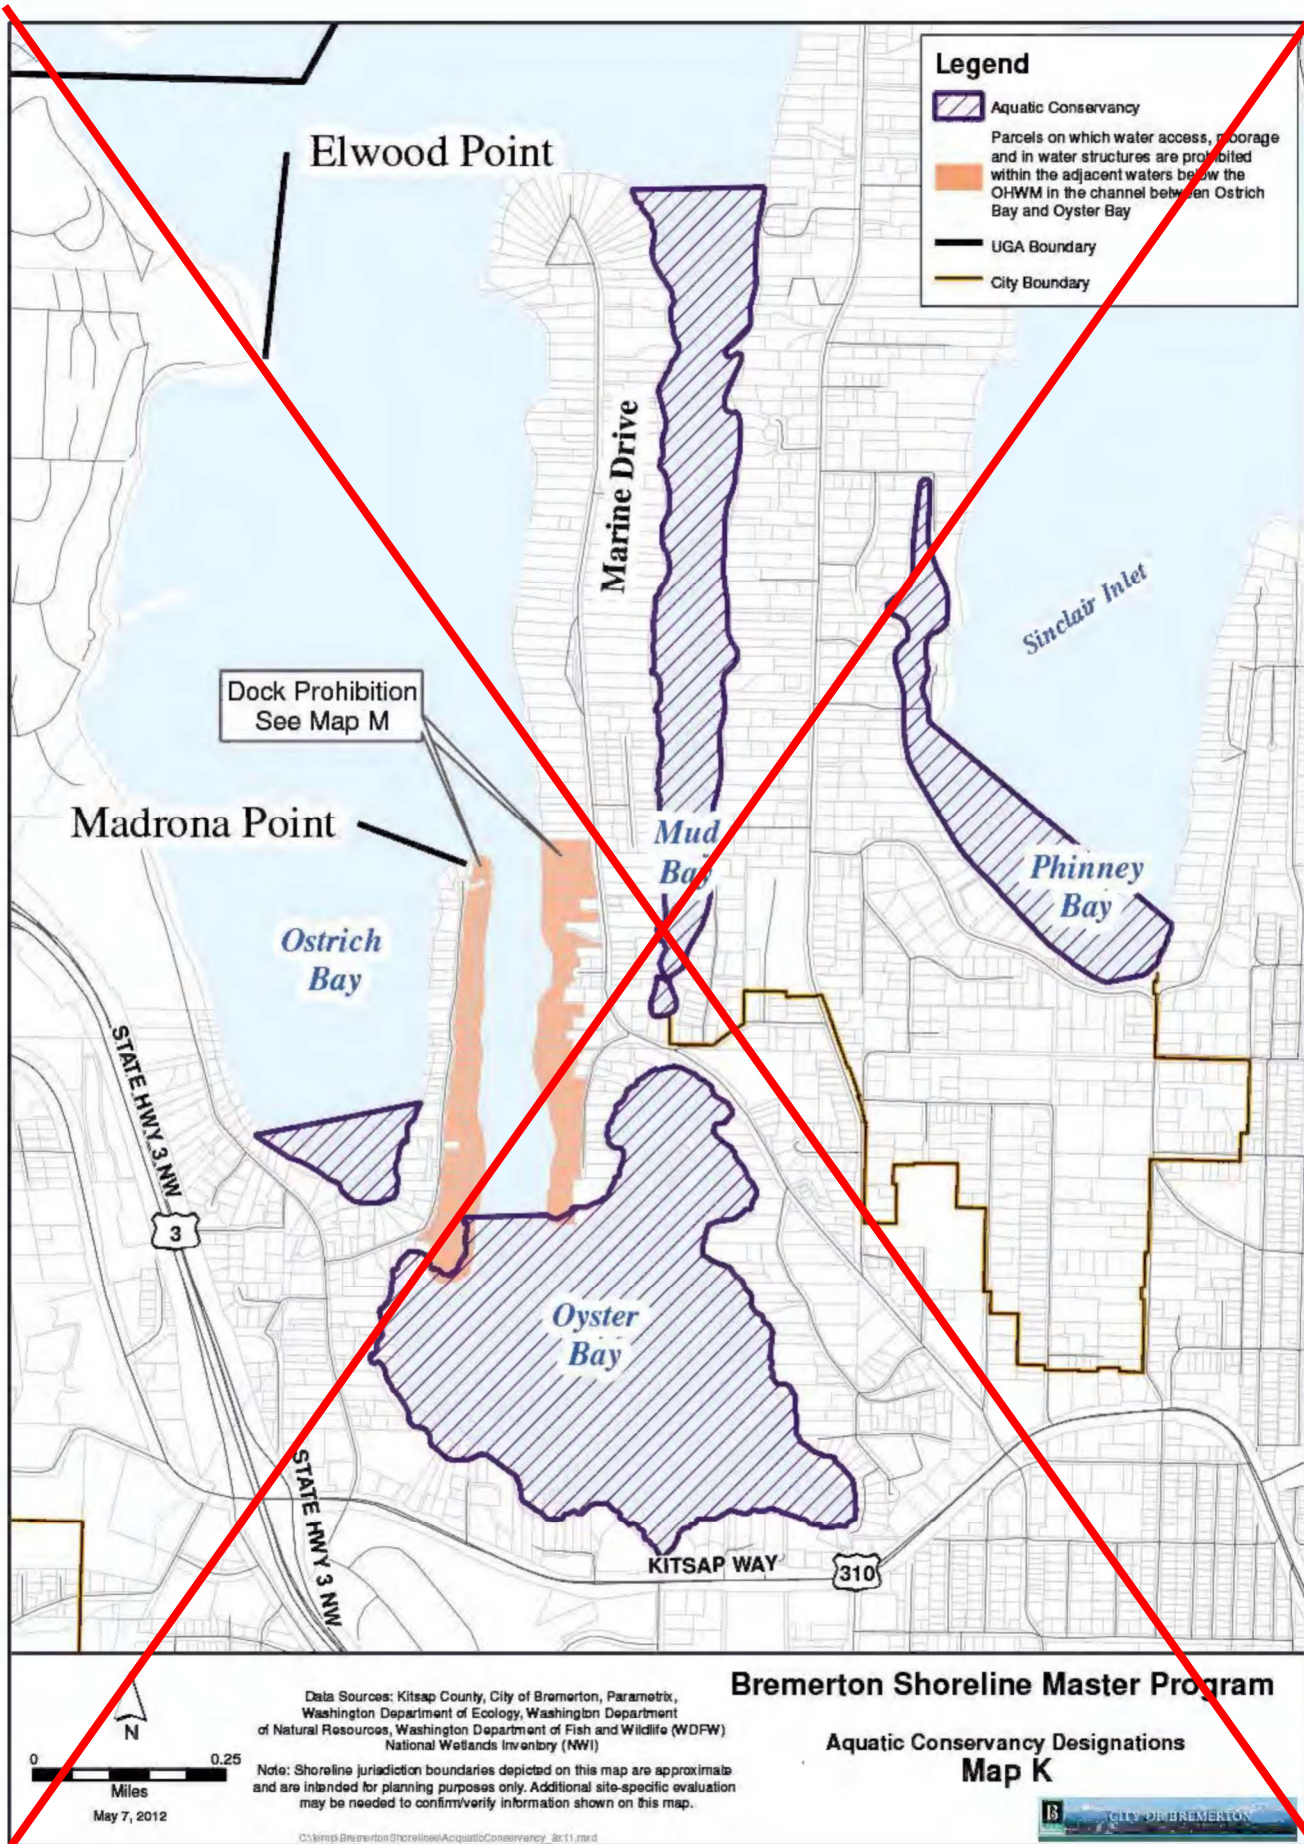 Legend
Aquatic Conservancy
Parcels on which water access, moorage
and in water structures are prohibited
within the adjacent waters below the
OHWM in the channel between Ostrich
Bay and Oyster Bay
UGA Boundary
City Boundary
Elwood Point
Marine Drive
Sinclair Inlet
Dock Prohibition
See Map M
Madrona Point
Mud
Bay
Phinney
Bay
Ostrich
Bay
STATE HWY 3 NW
3
Oyster
Bay
STATE HWY 3 NW
KITSAP WAY
310
N
0 0.25
Miles
May 7, 2012
Data Sources: Kitsap County, City of Bremerton, Parametrix,
Washington Department of Ecology, Washington Department
of Natural Resources, Washington Department of Fish and Wildlife (WDFW)
National Wetlands Inventory (NWI)
Note: Shoreline jurisdiction boundaries depicted on this map are approximate
and are intended for planning purposes only. Additional site-specific evaluation
may be needed to confirm/verify information shown on this map.
Bremerton Shoreline Master Program
Aquatic Conservancy Designations
Map K
B
CITY OF BREMERTON